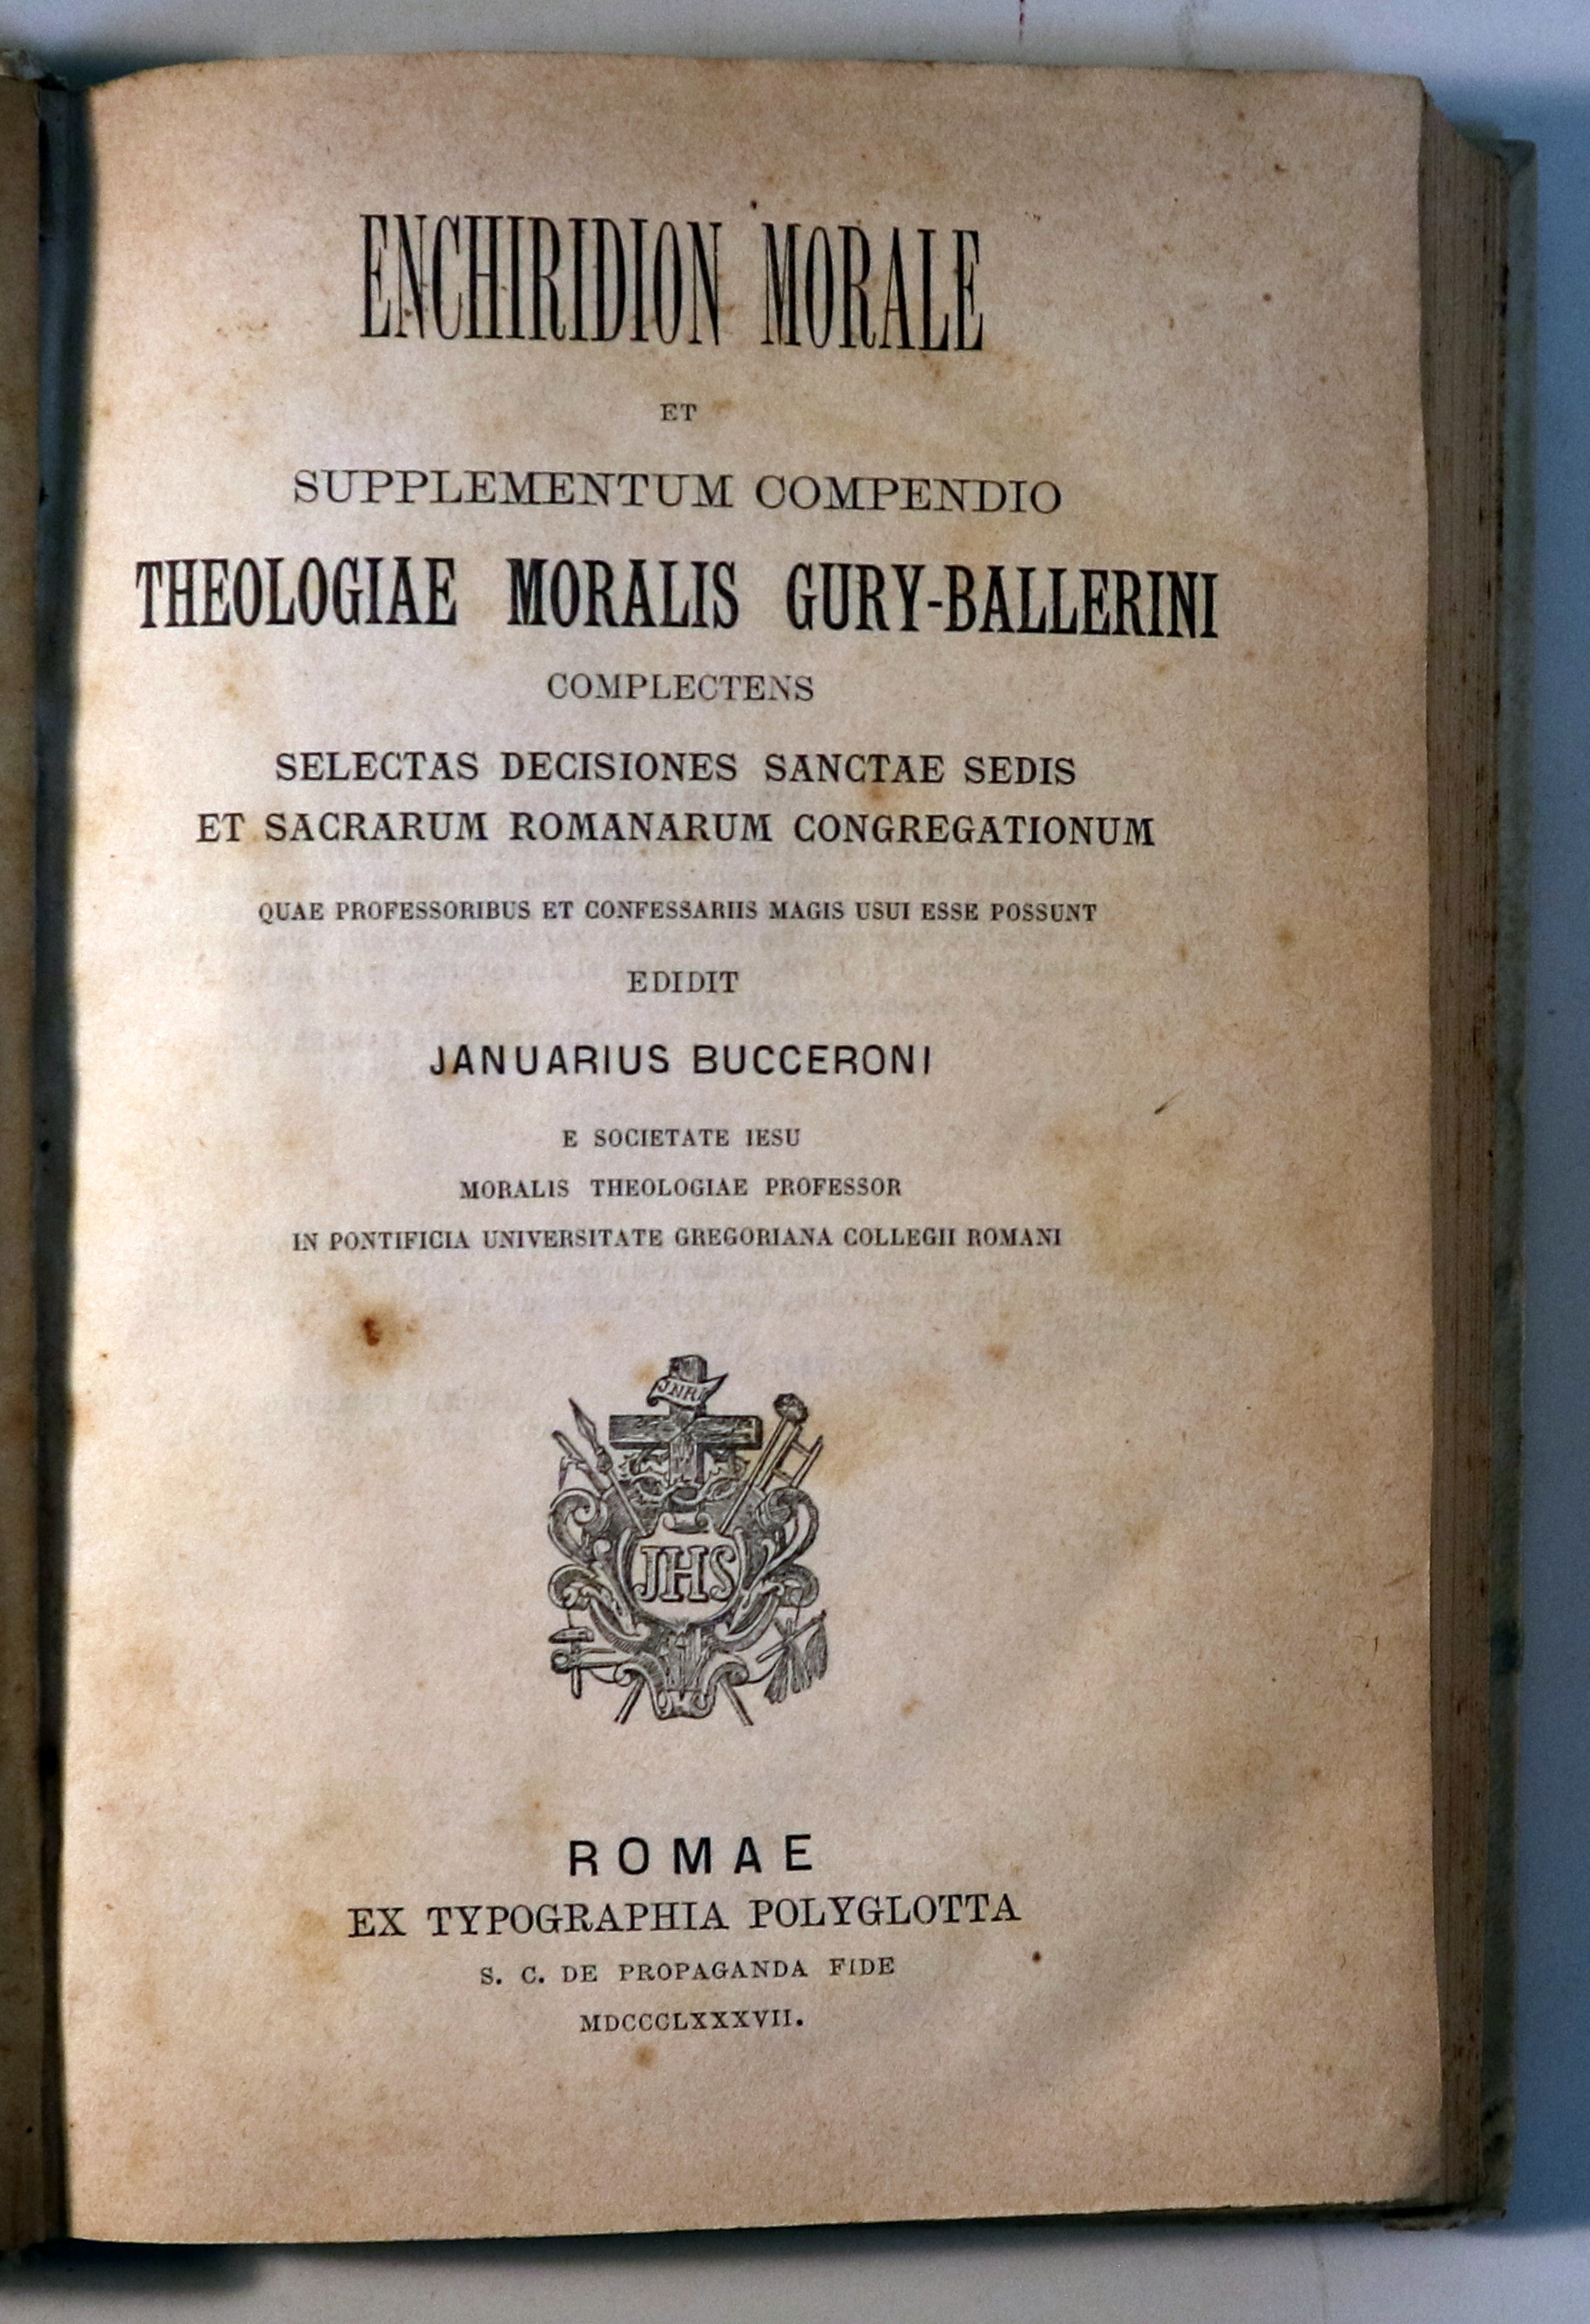 ENCHIRIDION MORALE
ET
SUPPLEMENTUM COMPENDIO
THEOLOGIAE MORALIS GURY-BALLERINI
COMPLECTENS
SELECTAS DECISIONES SANCTAE SEDIS
ET SACRARUM ROMANARUM CONGREGATIONUM
QUAE PROFESSORIBUS ET CONFESSARIIS MAGIS USUI ESSE POSSUNT
EDIDIT
JANUARIUS BUCCERONI
E SOCIETATE IESU
MORALIS THEOLOGIAE PROFESSOR
IN PONTIFICIA UNIVERSITATE GREGORIANA COLLEGII ROMANI
JNRI
JHS
ROMAE
EX TYPOGRAPHIA POLYGLOTTA
S. C. DE PROPAGANDA FIDE
MDCCCLXXXVII.